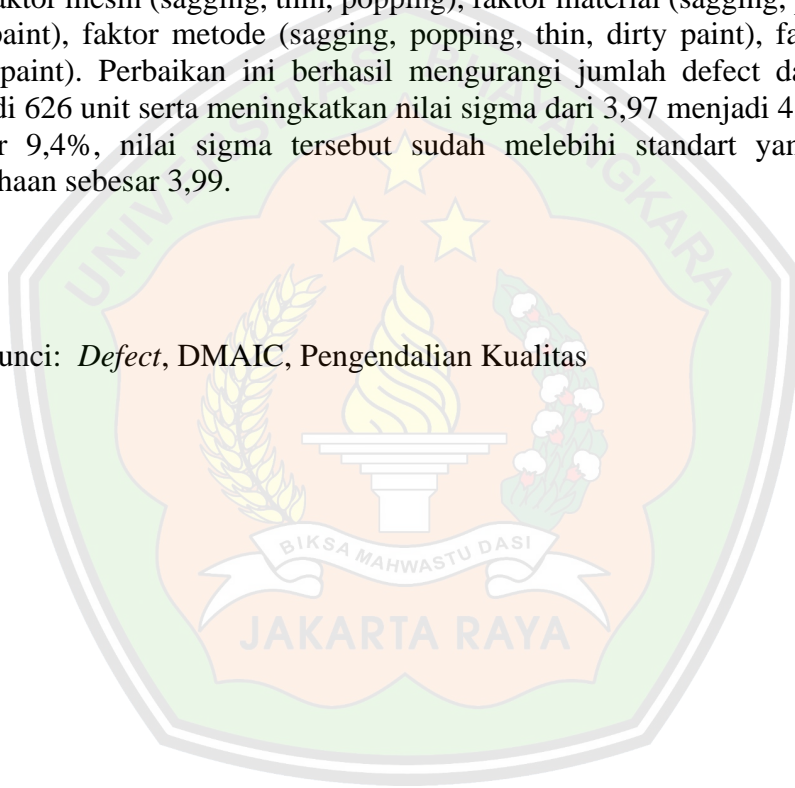 aktor mesin (sagging, thin, popping), faktor material (sagging,
paint), faktor metode (sagging, popping, thin, dirty paint),
paint). Perbaikan ini berhasil mengurangi jumlah defect
di 626 unit serta meningkatkan nilai sigma dari 3,97 menjadi 4
r 9,4%, nilai sigma tersebut sudah melebihi standart
haan sebesar 3,99.
unci: Defect, DMAIC, Pengendalian Kualitas
UNIVERSITAS BHAYANGKARA
BIKSA MAHWASTU DASI
JAKARTA RAYA